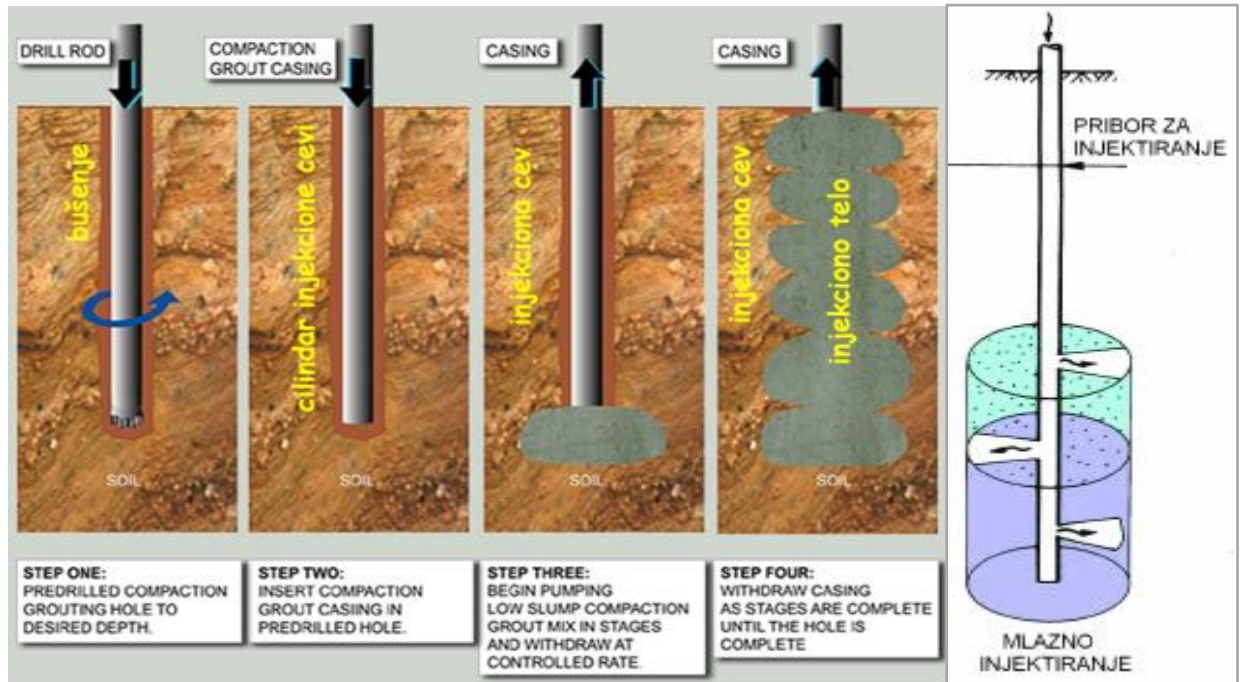 DRILL ROD
COMPACTION
GROUT CASING
CASING
CASING
bušenje
cilindar injekcione cevi
injekciona cev
injekciona cev
injekciono telo
SOIL
SOIL
SOIL
SOIL
STEP ONE:
PREDRILLED COMPACTION
GROUTING HOLE TO
DESIRED DEPTH.
STEP TWO:
INSERT COMPACTION
GROUT CASING IN
PREDRILLED HOLE.
STEP THREE:
BEGIN PUMPING
LOW SLUMP COMPACTION
GROUT MIX IN STAGES
AND WITHDRAW AT
CONTROLLED RATE.
STEP FOUR:
WITHDRAW CASING
AS STAGES ARE COMPLETE
UNTIL THE HOLE IS
COMPLETE
PRIBOR ZA
INJEKTIRANJE
MLAZNO
INJEKTIRANJE